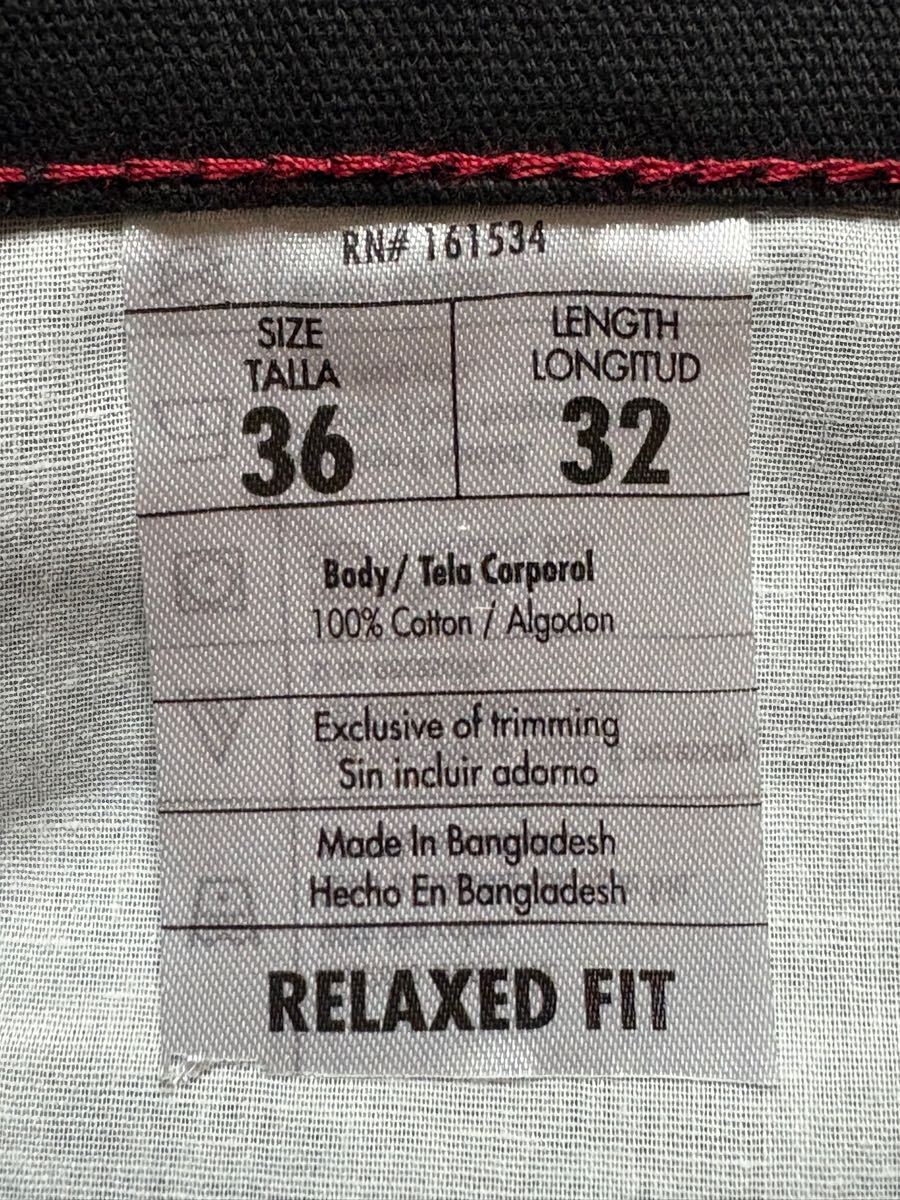 RN# 161534
SIZE
TALLA
36
LENGTH
LONGITUD
32
Body/ Tela Corporol
100% Cotton / Algodon
Exclusive of trimming
Sin incluir adorno
Made In Bangladesh
Hecho En Bangladesh
RELAXED FIT